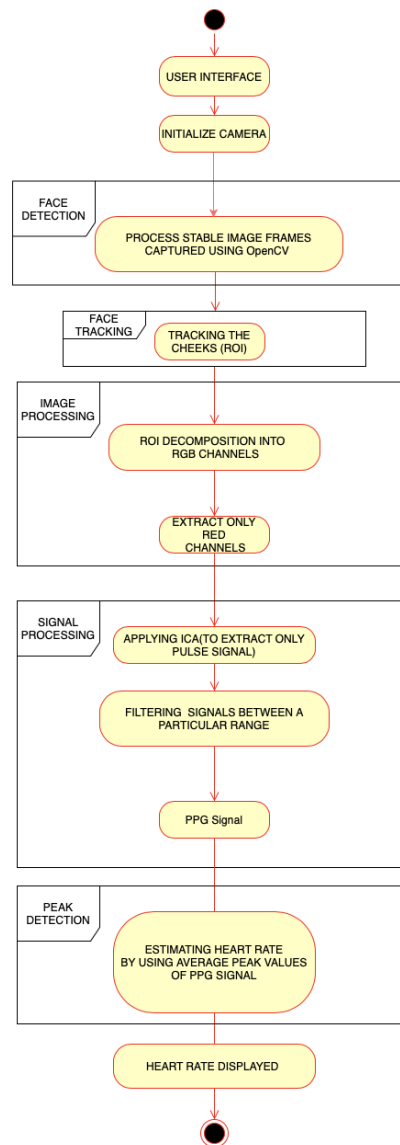 USER INTERFACE
INITIALIZE CAMERA
FACE
DETECTION
PROCESS STABLE IMAGE FRAMES
CAPTURED USING OpenCV
FACE
TRACKING
TRACKING THE
CHEEKS (ROI)
IMAGE
PROCESSING
ROI DECOMPOSITION INTO
RGB CHANNELS
EXTRACT ONLY
RED
CHANNELS
SIGNAL
PROCESSING
APPLYING ICA(TO EXTRACT ONLY
PULSE SIGNAL)
FILTERING SIGNALS BETWEEN A
PARTICULAR RANGE
PPG Signal
PEAK
DETECTION
ESTIMATING HEART RATE
BY USING AVERAGE PEAK VALUES
OF PPG SIGNAL
HEART RATE DISPLAYED